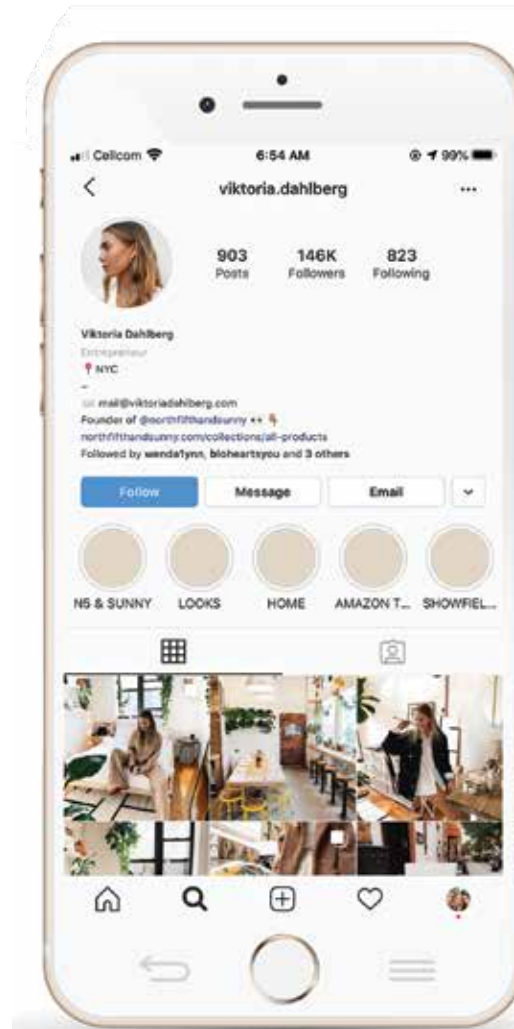 Cellcom 6:54 AM 99%
viktoria.dahlberg
903 146K 823
Posts Followers Following
Viktoria Dahlberg
Entrepreneur
NYC
–
mail@viktoriadahlberg.com
Founder of @northfifthandsunny
northfifthandsunny.com/collections/all-products
Followed by wenda1ynn, bloheartsyou and 3 others
Follow Message Email
N5 & SUNNY LOOKS HOME AMAZON T... SHOWFIEL...